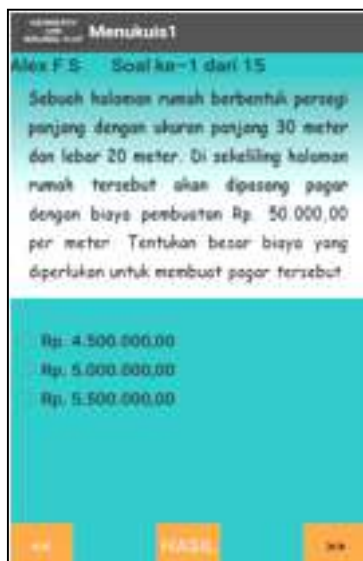 Menukuis1
Alex F S Soal ke-1 dari 15
Sebuah halaman rumah berbentuk persegi
panjang dengan ukuran panjang 30 meter
dan lebar 20 meter. Di sekeliling halaman
rumah tersebut akan dipasang pagar
dengan biaya pembuatan Rp. 50.000,00
per meter. Tentukan besar biaya yang
diperlukan untuk membuat pagar tersebut
Rp. 4.500.000,00
Rp. 5.000.000,00
Rp. 5.500.000,00
<< HASIL >>